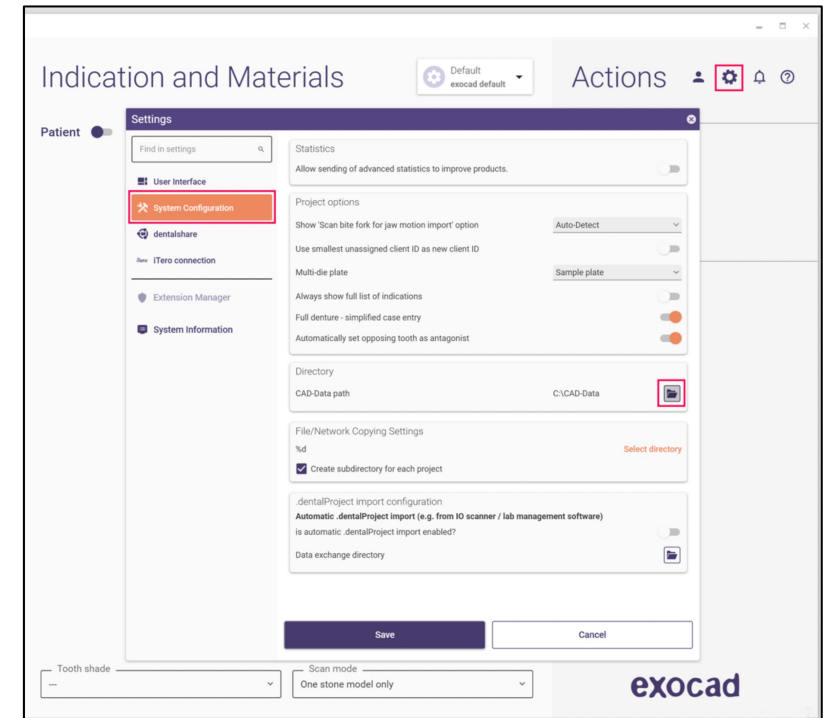 Indication and Materials
Default
exocad default
Actions
Patient
Settings
Find in settings
User Interface
System Configuration
dentalshare
iTero connection
Extension Manager
System Information
Statistics
Allow sending of advanced statistics to improve products.
Project options
Show 'Scan bite fork for jaw motion import' option
Auto-Detect
Use smallest unassigned client ID as new client ID
Multi-die plate
Sample plate
Always show full list of indications
Full denture - simplified case entry
Automatically set opposing tooth as antagonist
Directory
CAD-Data path
C:\CAD-Data
File/Network Copying Settings
%d
Select directory
Create subdirectory for each project
.dentalProject import configuration
Automatic .dentalProject import (e.g. from IO scanner / lab management software)
is automatic .dentalProject import enabled?
Data exchange directory
Save
Cancel
Tooth shade
---
Scan mode
One stone model only
exocad